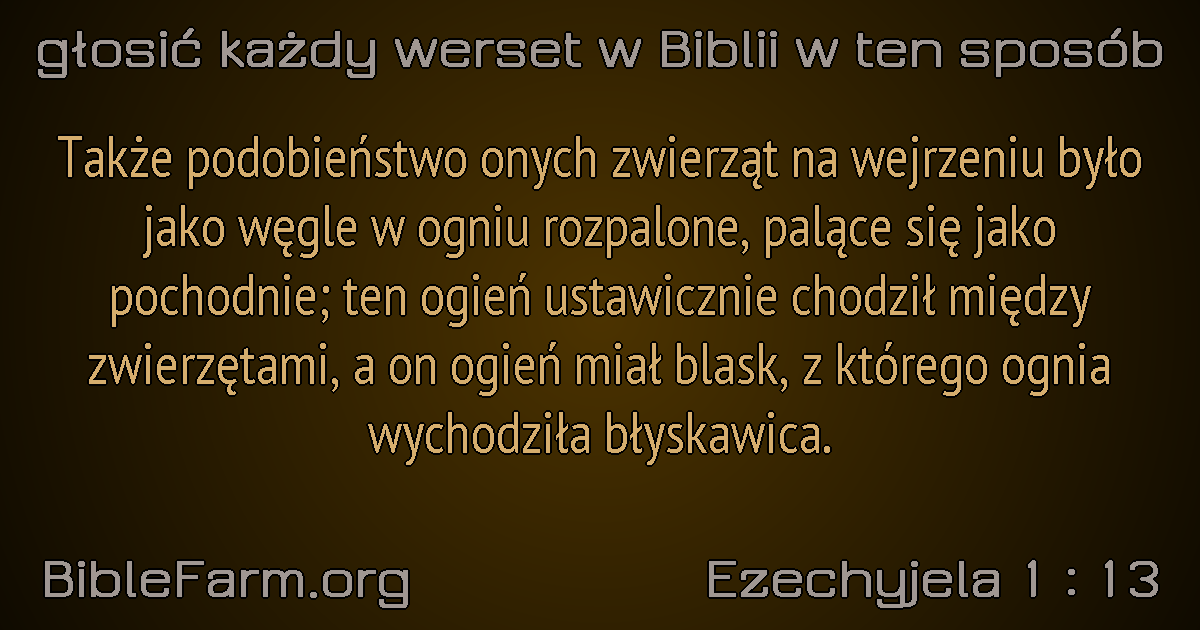 głosić każdy werset w Biblii w ten sposób
Także podobieństwo onych zwierząt na wejrzeniu było
jako węgle w ogniu rozpalone, palące się jako
pochodnie; ten ogień ustawicznie chodził między
zwierzętami, a on ogień miał blask, z którego ognia
wychodziła błyskawica.
BibleFarm.org
Ezechyjela 1 : 13